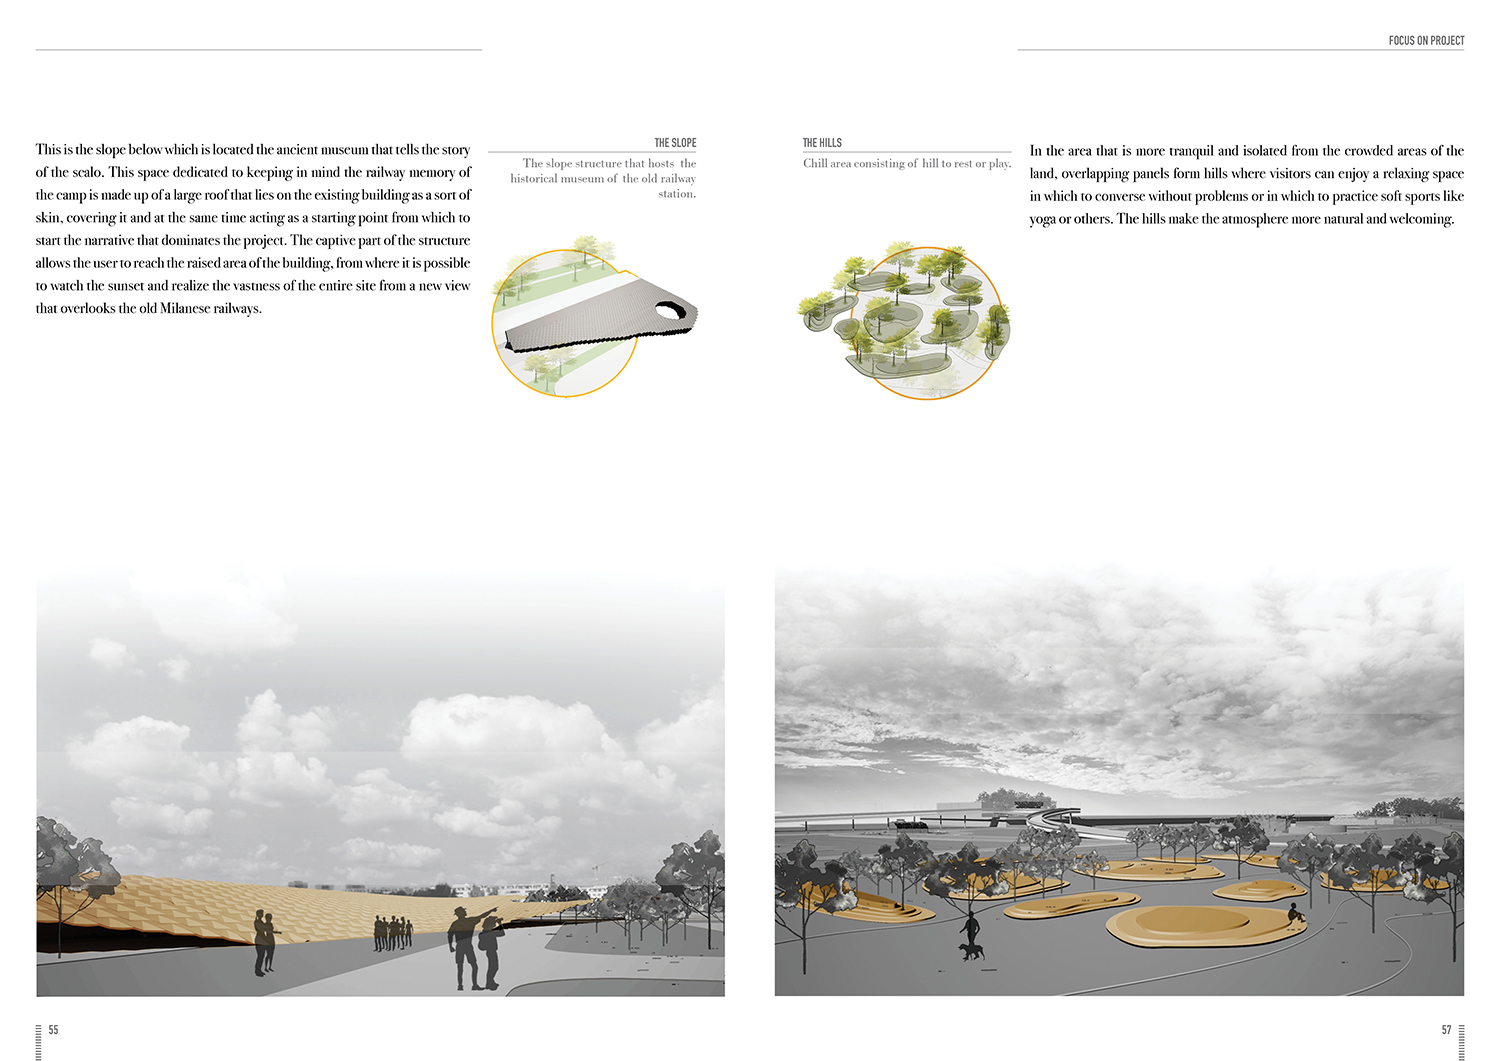 FOCUS ON PROJECT
This is the slope below which is located the ancient museum that tells the story
of the scalo. This space dedicated to keeping in mind the railway memory of
the camp is made up of a large roof that lies on the existing building as a sort of
skin, covering it and at the same time acting as a starting point from which to
start the narrative that dominates the project. The captive part of the structure
allows the user to reach the raised area of the building, from where it is possible
to watch the sunset and realize the vastness of the entire site from a new view
that overlooks the old Milanese railways.
THE SLOPE
The slope structure that hosts the
historical museum of the old railway
station.
THE HILLS
Chill area consisting of hill to rest or play.
In the area that is more tranquil and isolated from the crowded areas of the
land, overlapping panels form hills where visitors can enjoy a relaxing space
in which to converse without problems or in which to practice soft sports like
yoga or others. The hills make the atmosphere more natural and welcoming.
55
57